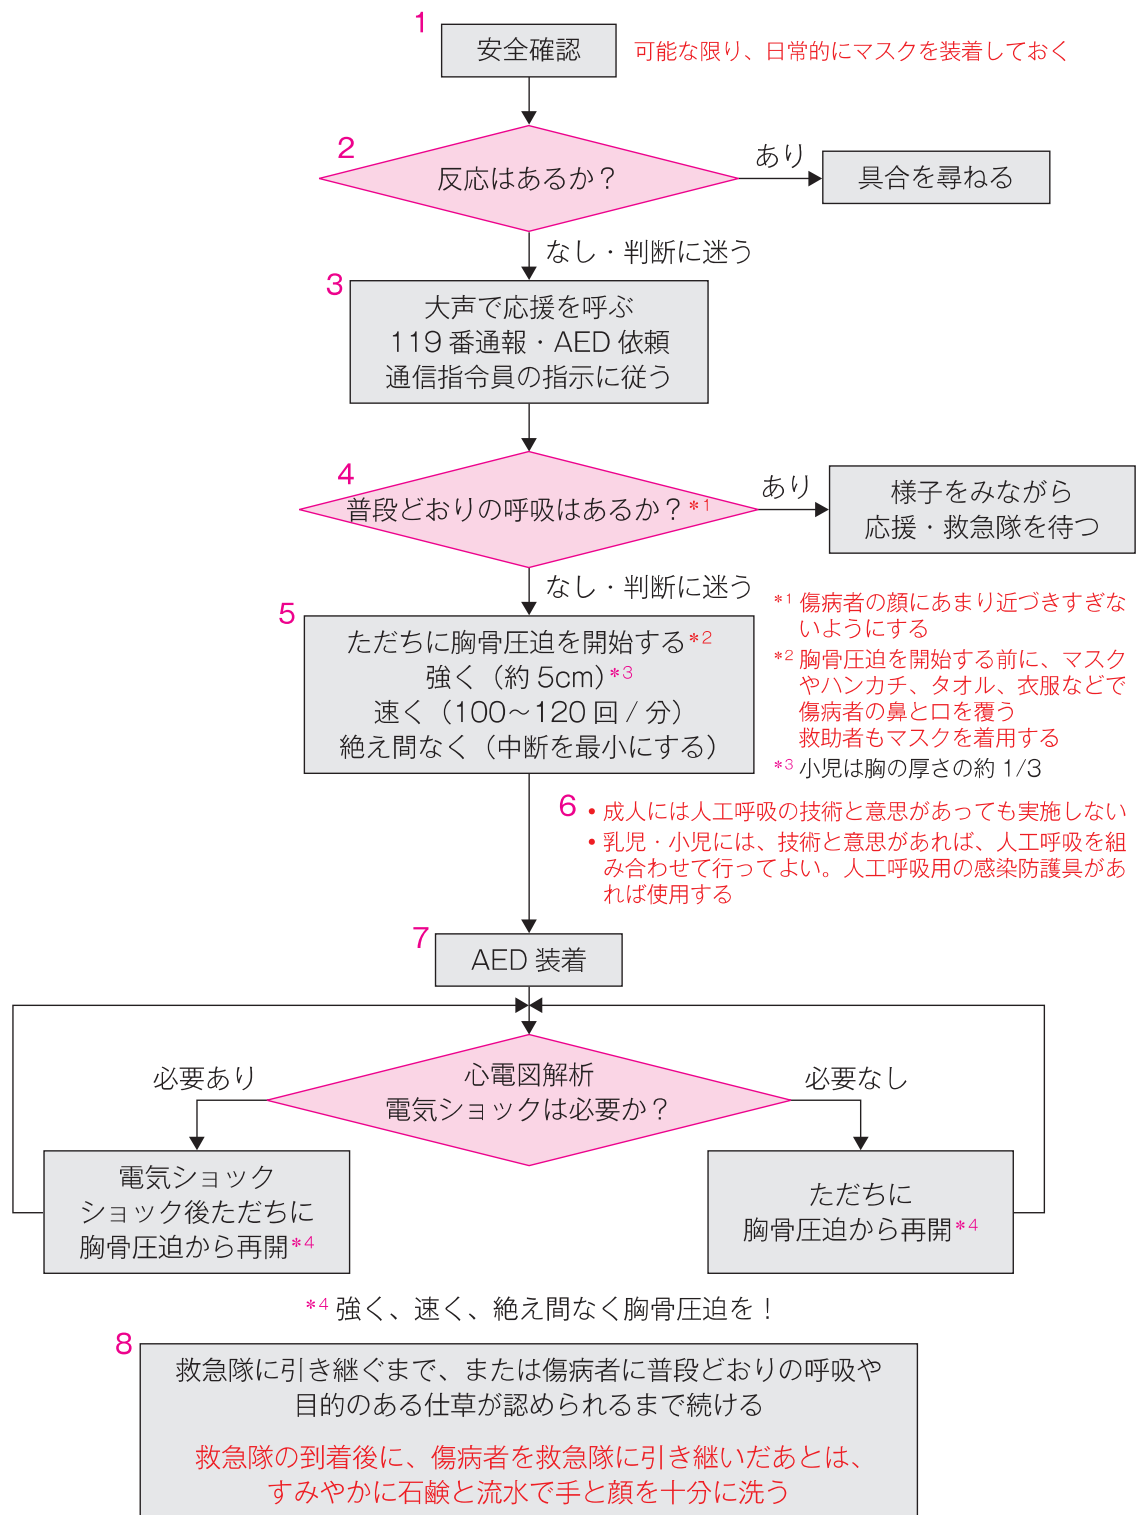 1
安全確認
可能な限り、日常的にマスクを装着しておく
2
反応はあるか？
あり
具合を尋ねる
なし・判断に迷う
3
大声で応援を呼ぶ
119番通報・AED依頼
通信指令員の指示に従う
4
普段どおりの呼吸はあるか？*1
あり
様子をみながら
応援・救急隊を待つ
なし・判断に迷う
5
ただちに胸骨圧迫を開始する*2
強く（約5cm）*3
速く（100～120回/分）
絶え間なく（中断を最小にする）
*1 傷病者の顔にあまり近づきすぎな
いようにする
*2 胸骨圧迫を開始する前に、マスク
やハンカチ、タオル、衣服などで
傷病者の鼻と口を覆う
救助者もマスクを着用する
*3 小児は胸の厚さの約1/3
6
• 成人には人工呼吸の技術と意思があっても実施しない
• 乳児・小児には、技術と意思があれば、人工呼吸を組
み合わせて行ってよい。人工呼吸用の感染防護具があ
れば使用する
7
AED装着
心電図解析
電気ショックは必要か？
必要あり
必要なし
電気ショック
ショック後ただちに
胸骨圧迫から再開*4
ただちに
胸骨圧迫から再開*4
*4 強く、速く、絶え間なく胸骨圧迫を！
8
救急隊に引き継ぐまで、または傷病者に普段どおりの呼吸や
目的のある仕草が認められるまで続ける
救急隊の到着後に、傷病者を救急隊に引き継いだあとは、
すみやかに石鹸と流水で手と顔を十分に洗う